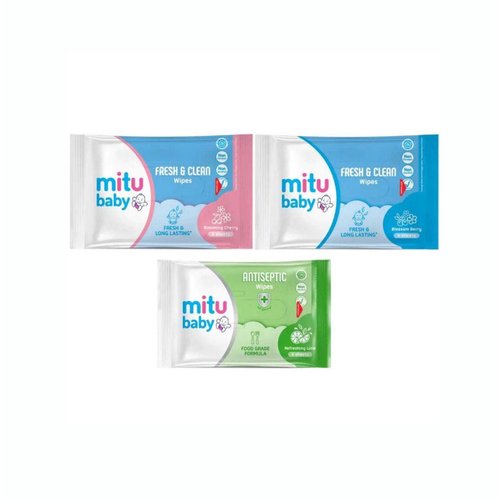 mitu
baby
FRESH & CLEAN
Wipes
FRESH &
LONG LASTING*
Blooming Cherry
mitu
baby
FRESH & CLEAN
Wipes
FRESH &
LONG LASTING*
Blossom Berry
mitu
baby
ANTISEPTIC
Wipes
FOOD GRADE
FORMULA
Refreshing Lime